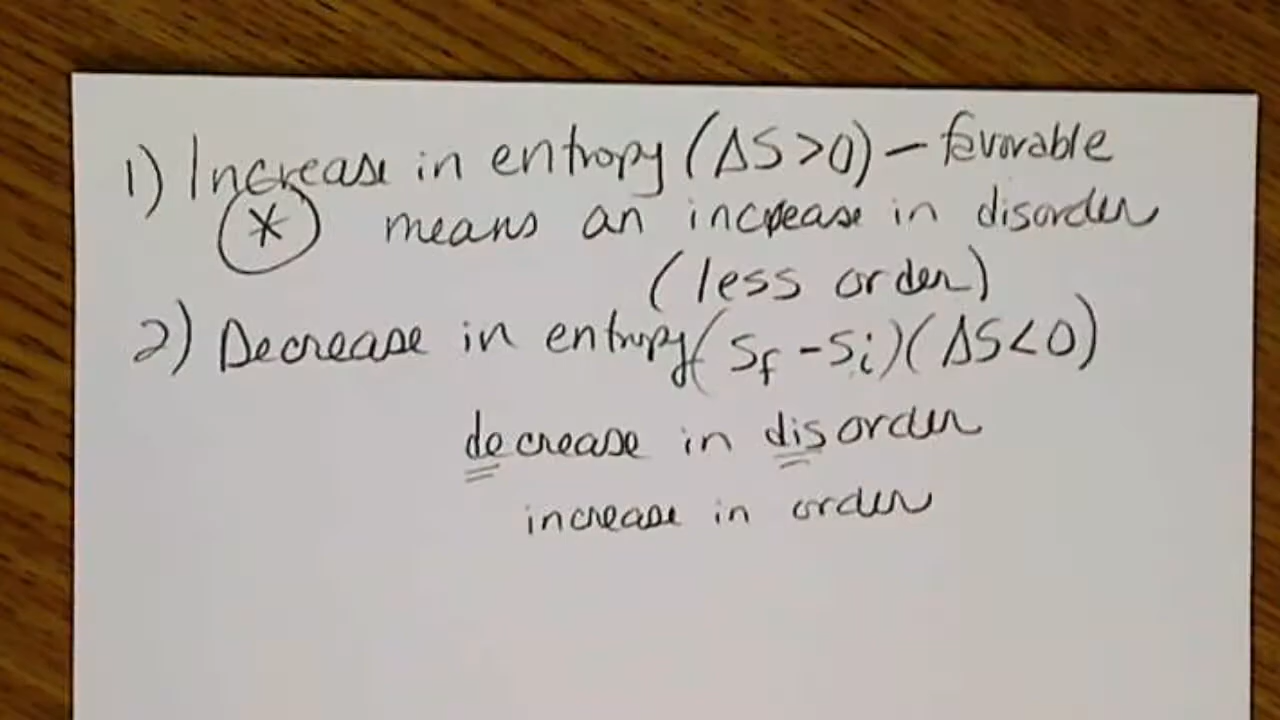 1) Increase in entropy (ΔS>0) – favorable
* means an increase in disorder
(less order)
2) Decrease in entropy (Sf - Si) (ΔS<0)
decrease in disorder
increase in order